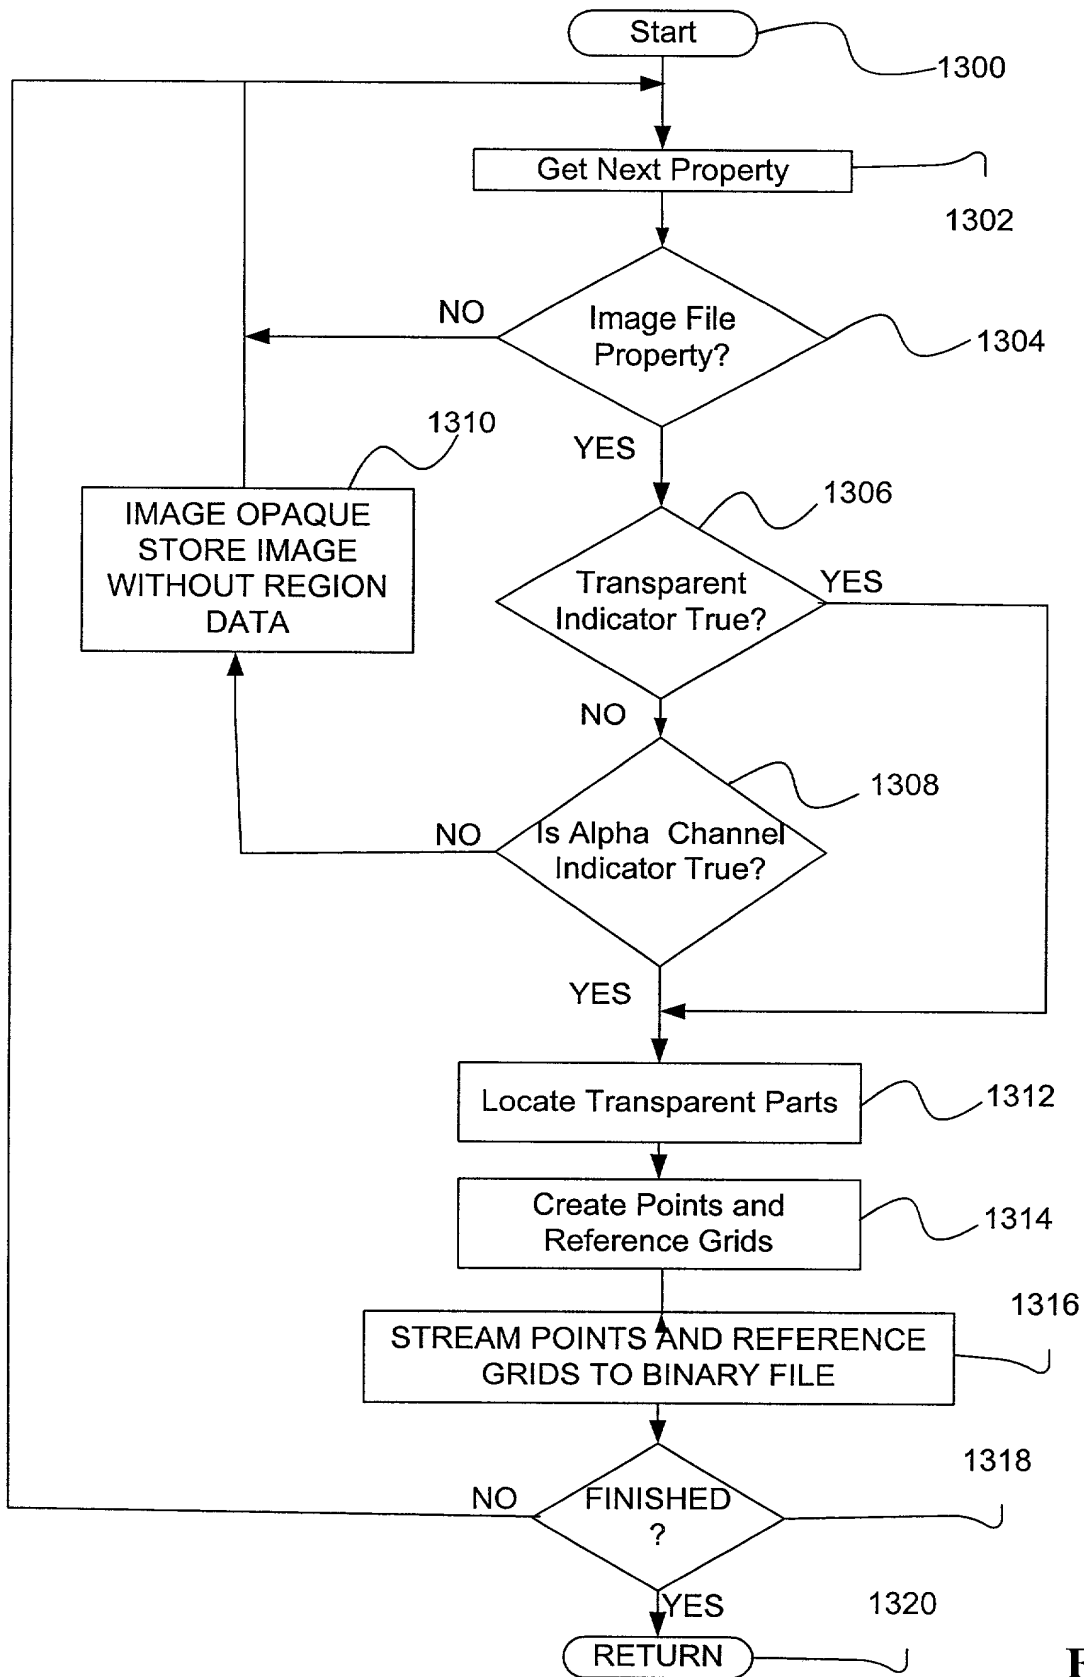 Start
1300
Get Next Property
1302
NO
Image File
Property?
1304
YES
1310
IMAGE OPAQUE
STORE IMAGE
WITHOUT REGION
DATA
1306
Transparent
Indicator True?
YES
NO
1308
Is Alpha Channel
Indicator True?
NO
YES
Locate Transparent Parts
1312
Create Points and
Reference Grids
1314
1316
STREAM POINTS AND REFERENCE
GRIDS TO BINARY FILE
1318
NO
FINISHED
?
YES
1320
RETURN